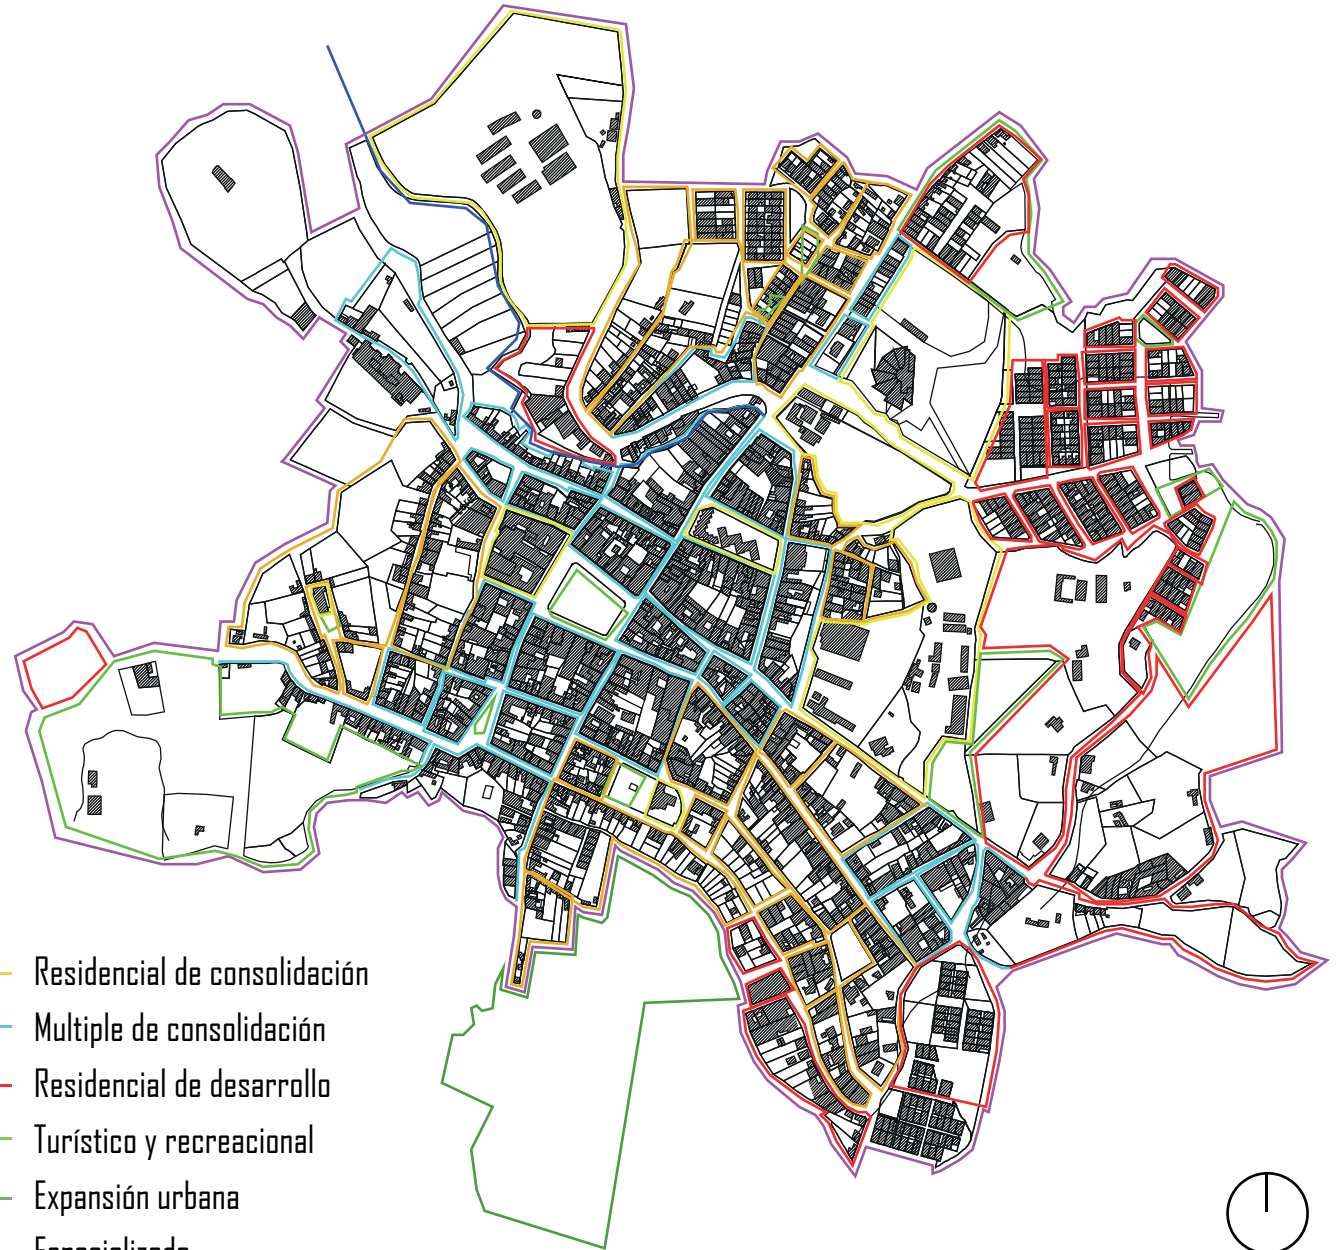 Residencial de consolidación
Multiple de consolidación
Residencial de desarrollo
Turístico y recreacional
Expansión urbana